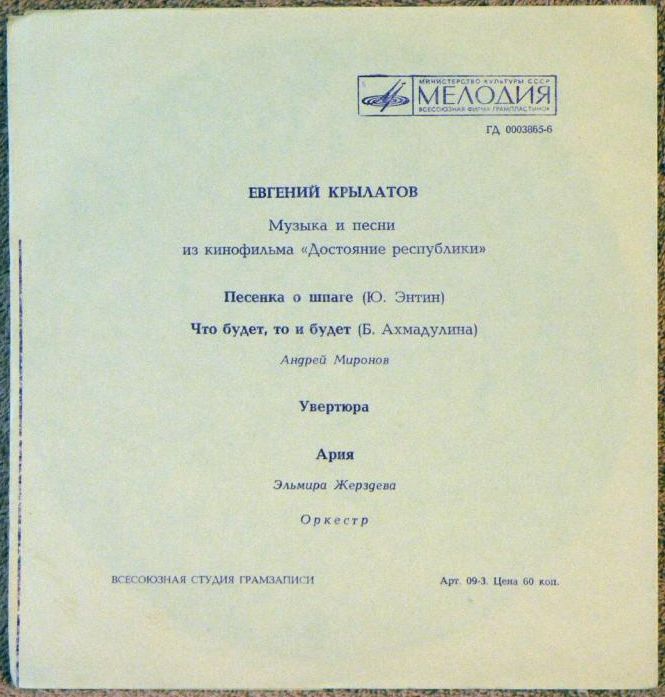 МИНИСТЕРСТВО КУЛЬТУРЫ СССР
МЕЛОДИЯ
ВСЕСОЮЗНАЯ ФИРМА ГРАМПЛАСТИНОК
ГД 0003865-6
ЕВГЕНИЙ КРЫЛАТОВ
Музыка и песни
из кинофильма «Достояние республики»
Песенка о шпаге (Ю. Энтин)
Что будет, то и будет (Б. Ахмадулина)
Андрей Миронов
Увертюра
Ария
Эльмира Жерздева
Оркестр
ВСЕСОЮЗНАЯ СТУДИЯ ГРАМЗАПИСИ
Арт. 09-3. Цена 60 коп.